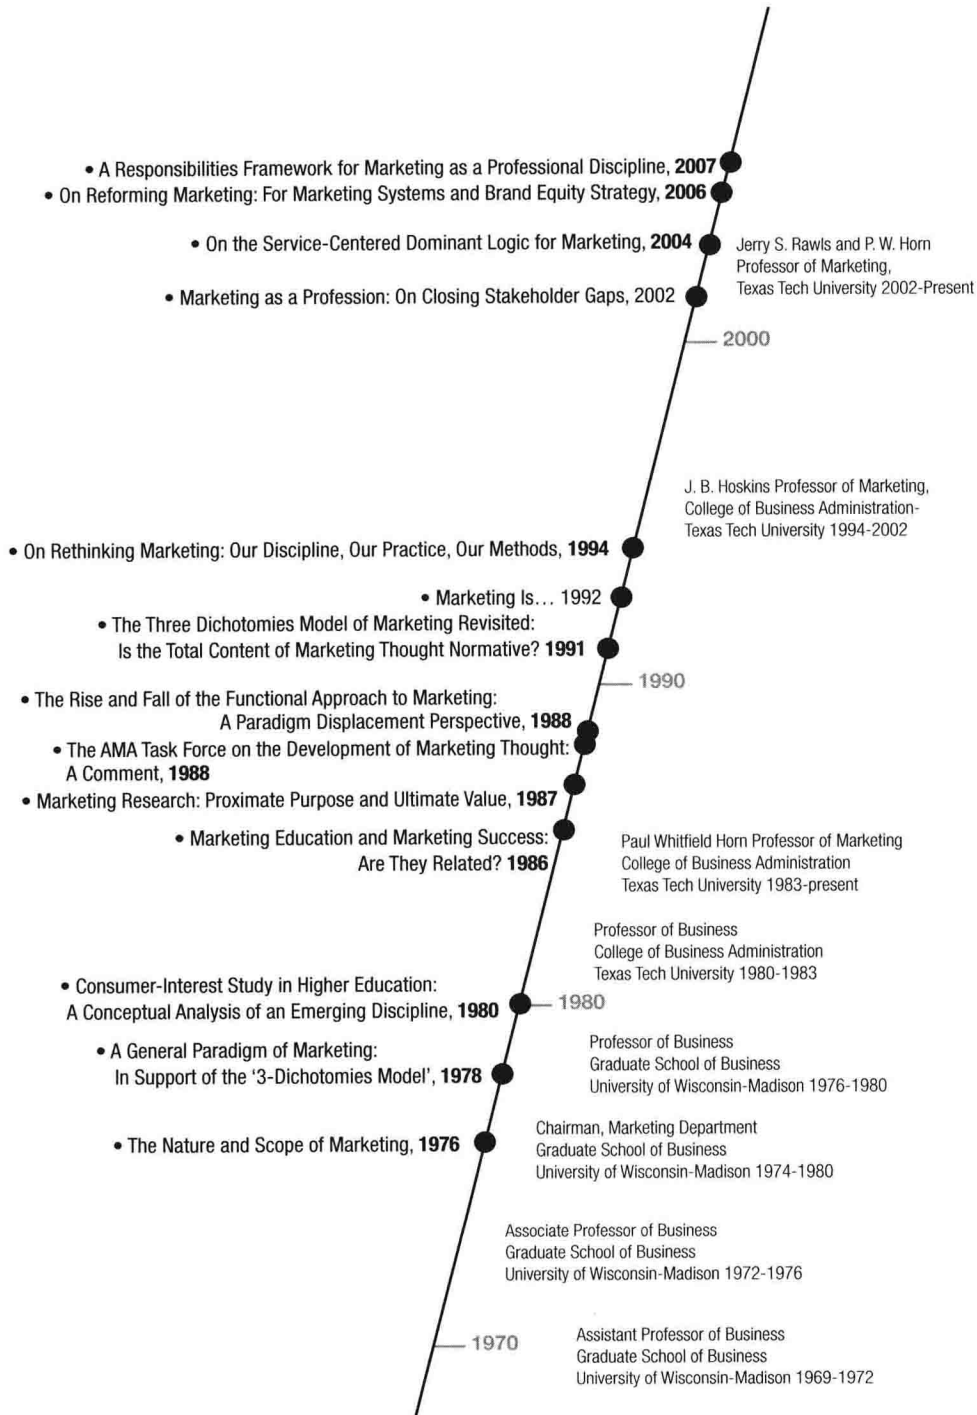 • A Responsibilities Framework for Marketing as a Professional Discipline, 2007
• On Reforming Marketing: For Marketing Systems and Brand Equity Strategy, 2006
• On the Service-Centered Dominant Logic for Marketing, 2004
Jerry S. Rawls and P. W. Horn
Professor of Marketing,
Texas Tech University 2002-Present
• Marketing as a Profession: On Closing Stakeholder Gaps, 2002
2000
J. B. Hoskins Professor of Marketing,
College of Business Administration-
Texas Tech University 1994-2002
• On Rethinking Marketing: Our Discipline, Our Practice, Our Methods, 1994
• Marketing Is… 1992
• The Three Dichotomies Model of Marketing Revisited:
Is the Total Content of Marketing Thought Normative? 1991
1990
• The Rise and Fall of the Functional Approach to Marketing:
A Paradigm Displacement Perspective, 1988
• The AMA Task Force on the Development of Marketing Thought:
A Comment, 1988
• Marketing Research: Proximate Purpose and Ultimate Value, 1987
• Marketing Education and Marketing Success:
Are They Related? 1986
Paul Whitfield Horn Professor of Marketing
College of Business Administration
Texas Tech University 1983-present
Professor of Business
College of Business Administration
Texas Tech University 1980-1983
• Consumer-Interest Study in Higher Education:
A Conceptual Analysis of an Emerging Discipline, 1980
1980
• A General Paradigm of Marketing:
In Support of the '3-Dichotomies Model', 1978
Professor of Business
Graduate School of Business
University of Wisconsin-Madison 1976-1980
• The Nature and Scope of Marketing, 1976
Chairman, Marketing Department
Graduate School of Business
University of Wisconsin-Madison 1974-1980
Associate Professor of Business
Graduate School of Business
University of Wisconsin-Madison 1972-1976
1970
Assistant Professor of Business
Graduate School of Business
University of Wisconsin-Madison 1969-1972